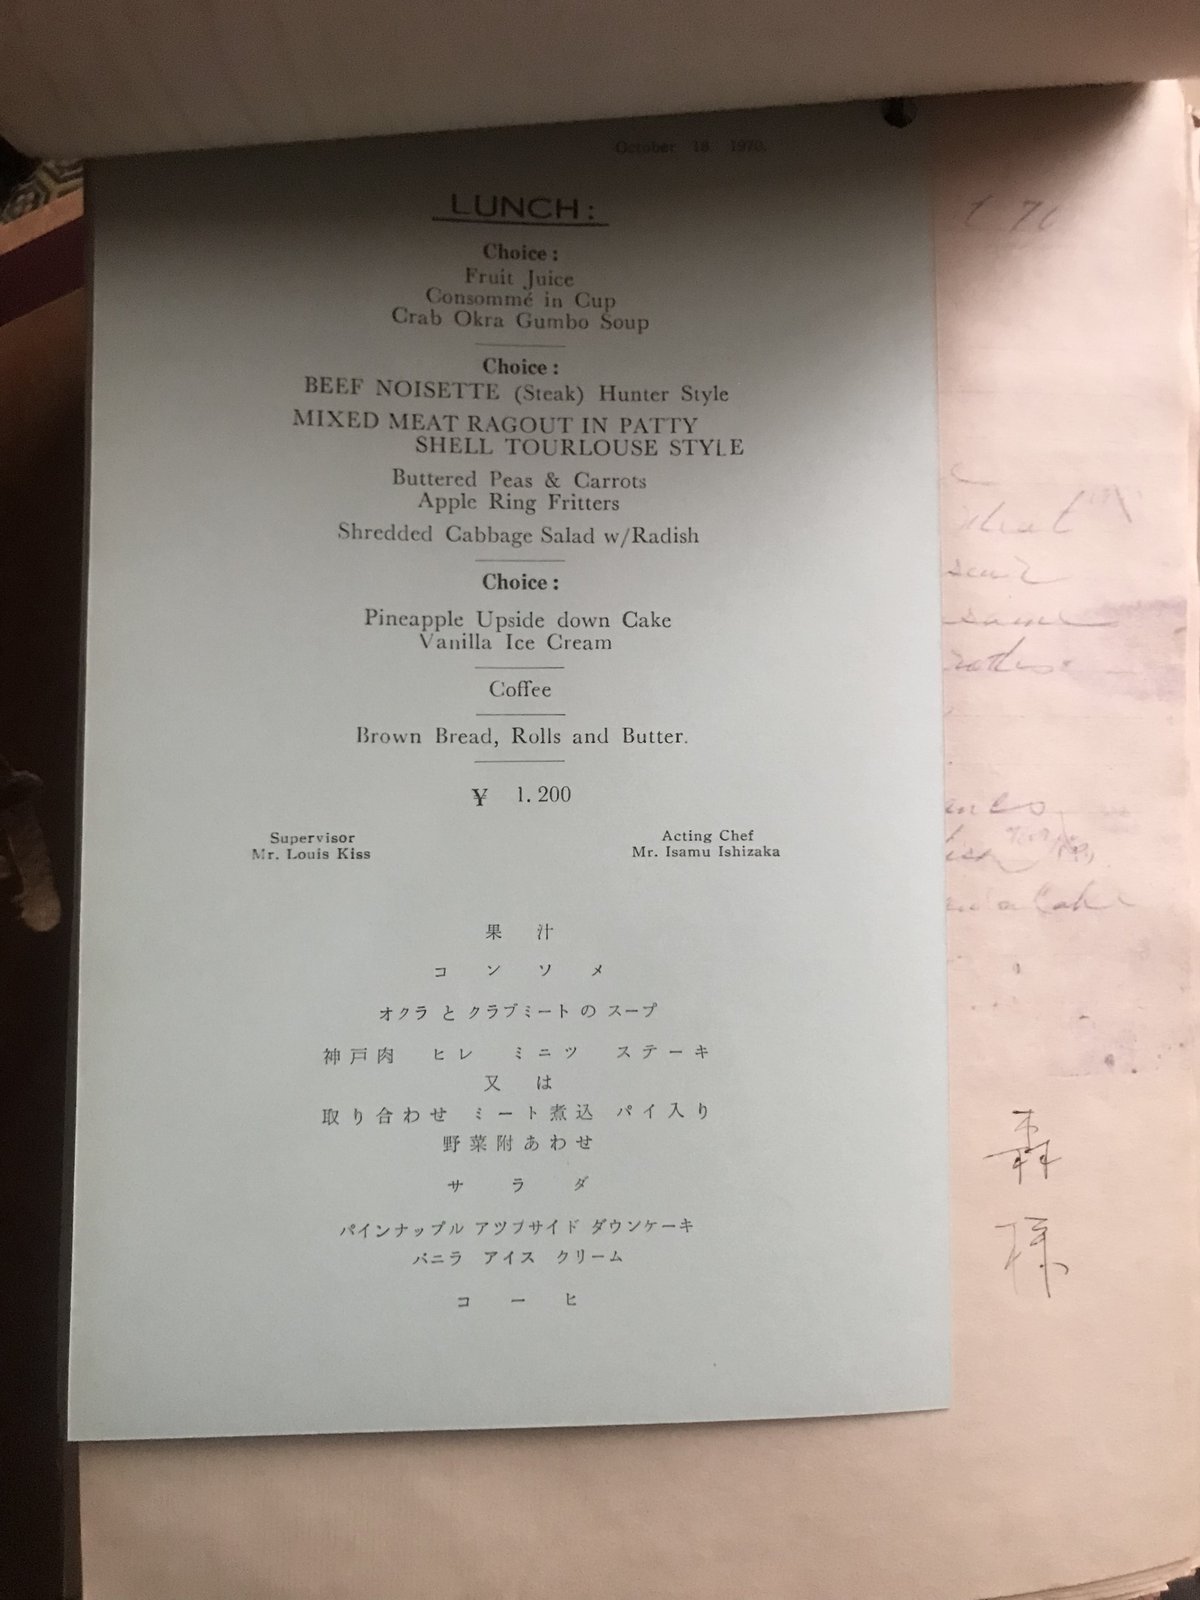 October 18 1970.
LUNCH:
Choice:
Fruit Juice
Consommé in Cup
Crab Okra Gumbo Soup
Choice:
BEEF NOISETTE (Steak) Hunter Style
MIXED MEAT RAGOUT IN PATTY
SHELL TOURLOUSE STYLE
Buttered Peas & Carrots
Apple Ring Fritters
Shredded Cabbage Salad w/Radish
Choice:
Pineapple Upside down Cake
Vanilla Ice Cream
Coffee
Brown Bread, Rolls and Butter.
¥ 1.200
Supervisor
Mr. Louis Kiss
Acting Chef
Mr. Isamu Ishizaka
果汁
コンソメ
オクラ と クラブミート の スープ
神戸肉 ヒレ ミニツ ステーキ
又は
取り合わせ ミート煮込 パイ入り
野菜附あわせ
サラダ
パインナップル アツプサイド ダウンケーキ
バニラ アイス クリーム
コーヒ
様